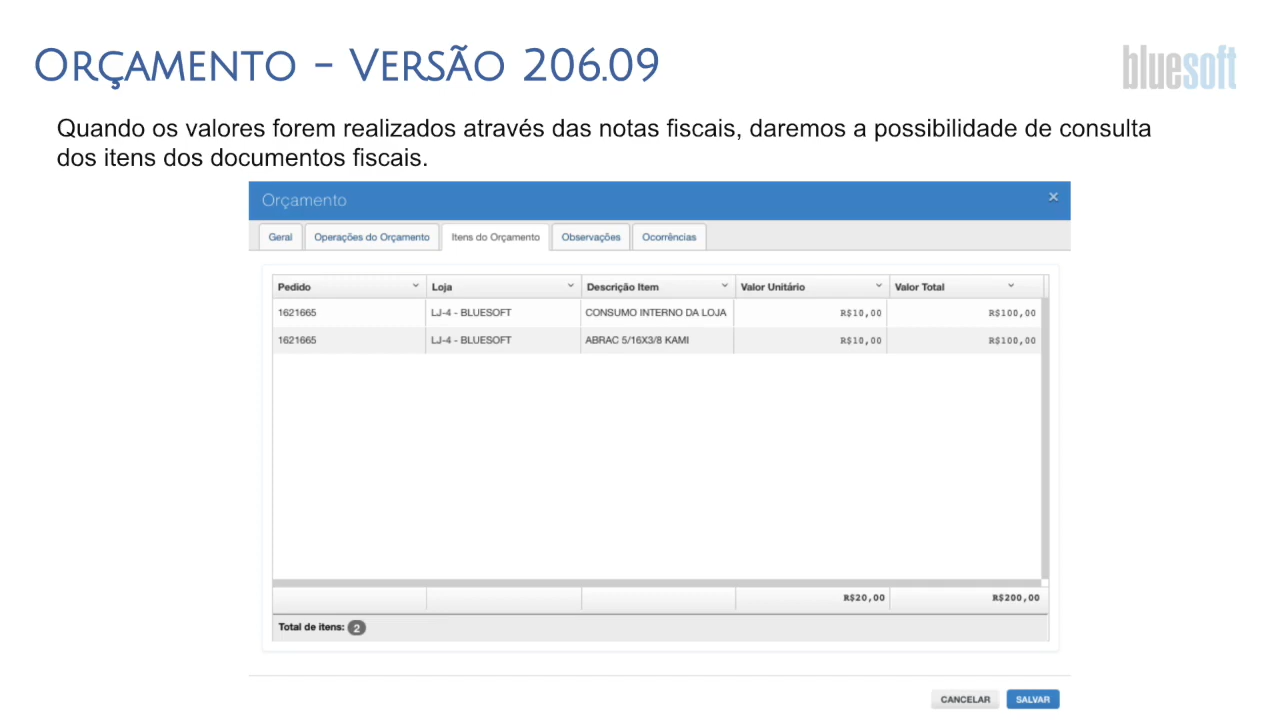 Orçamento - Versão 206.09
bluesoft
Quando os valores forem realizados através das notas fiscais, daremos a possibilidade de consulta
dos itens dos documentos fiscais.
Orçamento ×
Geral Operações do Orçamento Itens do Orçamento Observações Ocorrências
Pedido Loja Descrição Item Valor Unitário Valor Total
1621665 LJ-4 - BLUESOFT CONSUMO INTERNO DA LOJA R$10,00 R$100,00
1621665 LJ-4 - BLUESOFT ABRAC 5/16X3/8 KAMI R$10,00 R$100,00
R$20,00 R$200,00
Total de itens: 2
CANCELAR SALVAR